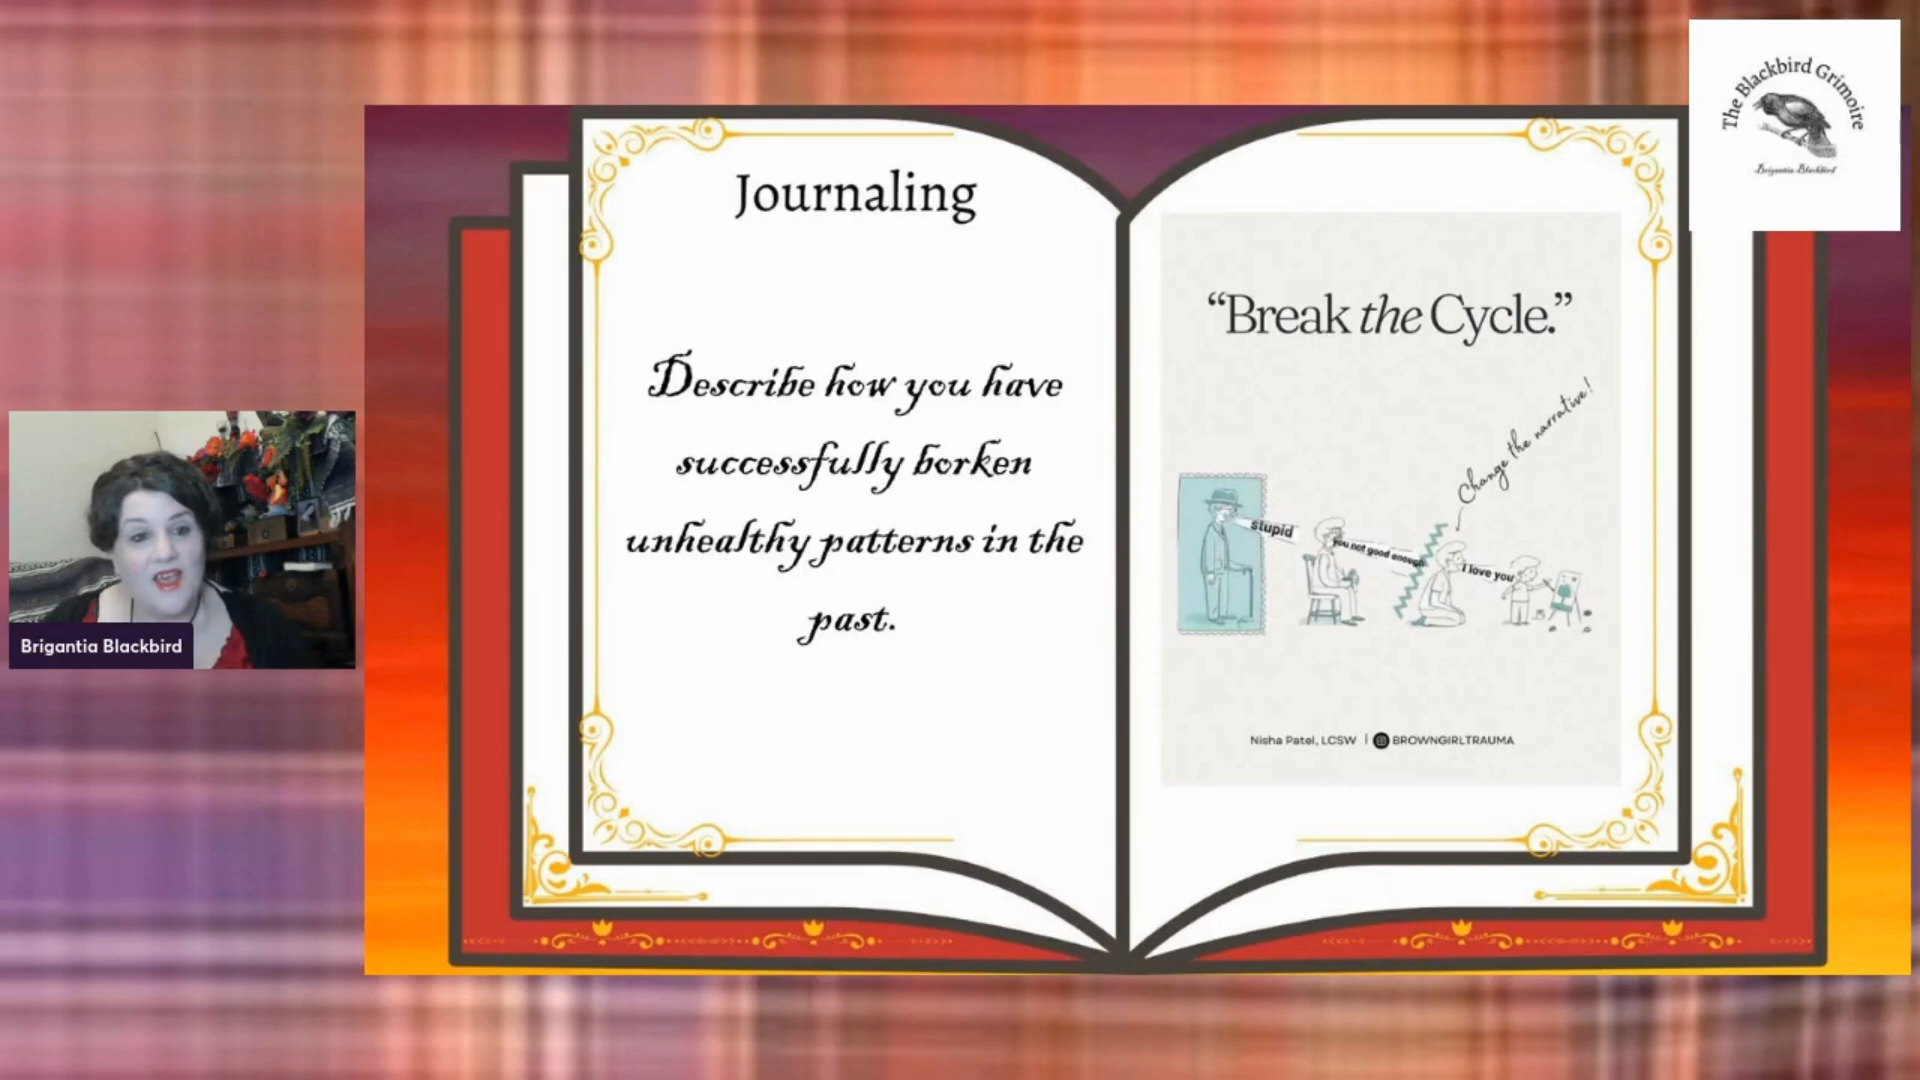 The Blackbird Grimoire
Brigantia Blackbird
Journaling
Describe how you have
successfully borken
unhealthy patterns in the
past.
“Break the Cycle.”
Change the narrative!
stupid
you not good enough
I love you
Nisha Patel, LCSW | BROWNGIRLTRAUMA
Brigantia Blackbird